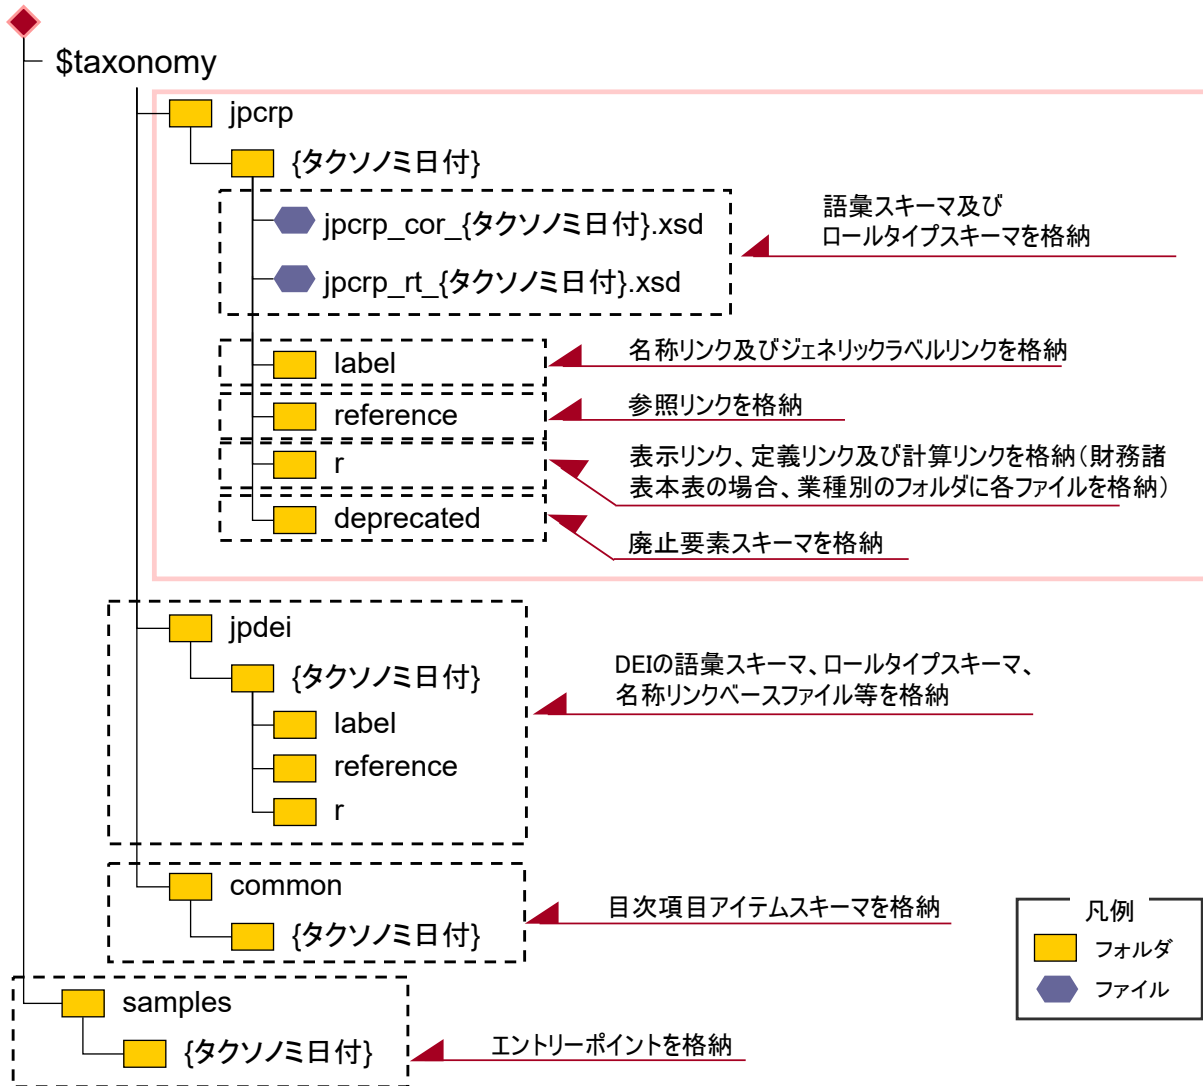 $taxonomy
jpcrp
{タクソノミ日付}
jpcrp_cor_{タクソノミ日付}.xsd
jpcrp_rt_{タクソノミ日付}.xsd
語彙スキーマ及び
ロールタイプスキーマを格納
label
名称リンク及びジェネリックラベルリンクを格納
reference
参照リンクを格納
r
表示リンク、定義リンク及び計算リンクを格納（財務諸
表本表の場合、業種別のフォルダに各ファイルを格納）
deprecated
廃止要素スキーマを格納
jpdei
{タクソノミ日付}
label
reference
r
DEIの語彙スキーマ、ロールタイプスキーマ、
名称リンクベースファイル等を格納
common
{タクソノミ日付}
目次項目アイテムスキーマを格納
samples
{タクソノミ日付}
エントリーポイントを格納
凡例
フォルダ
ファイル